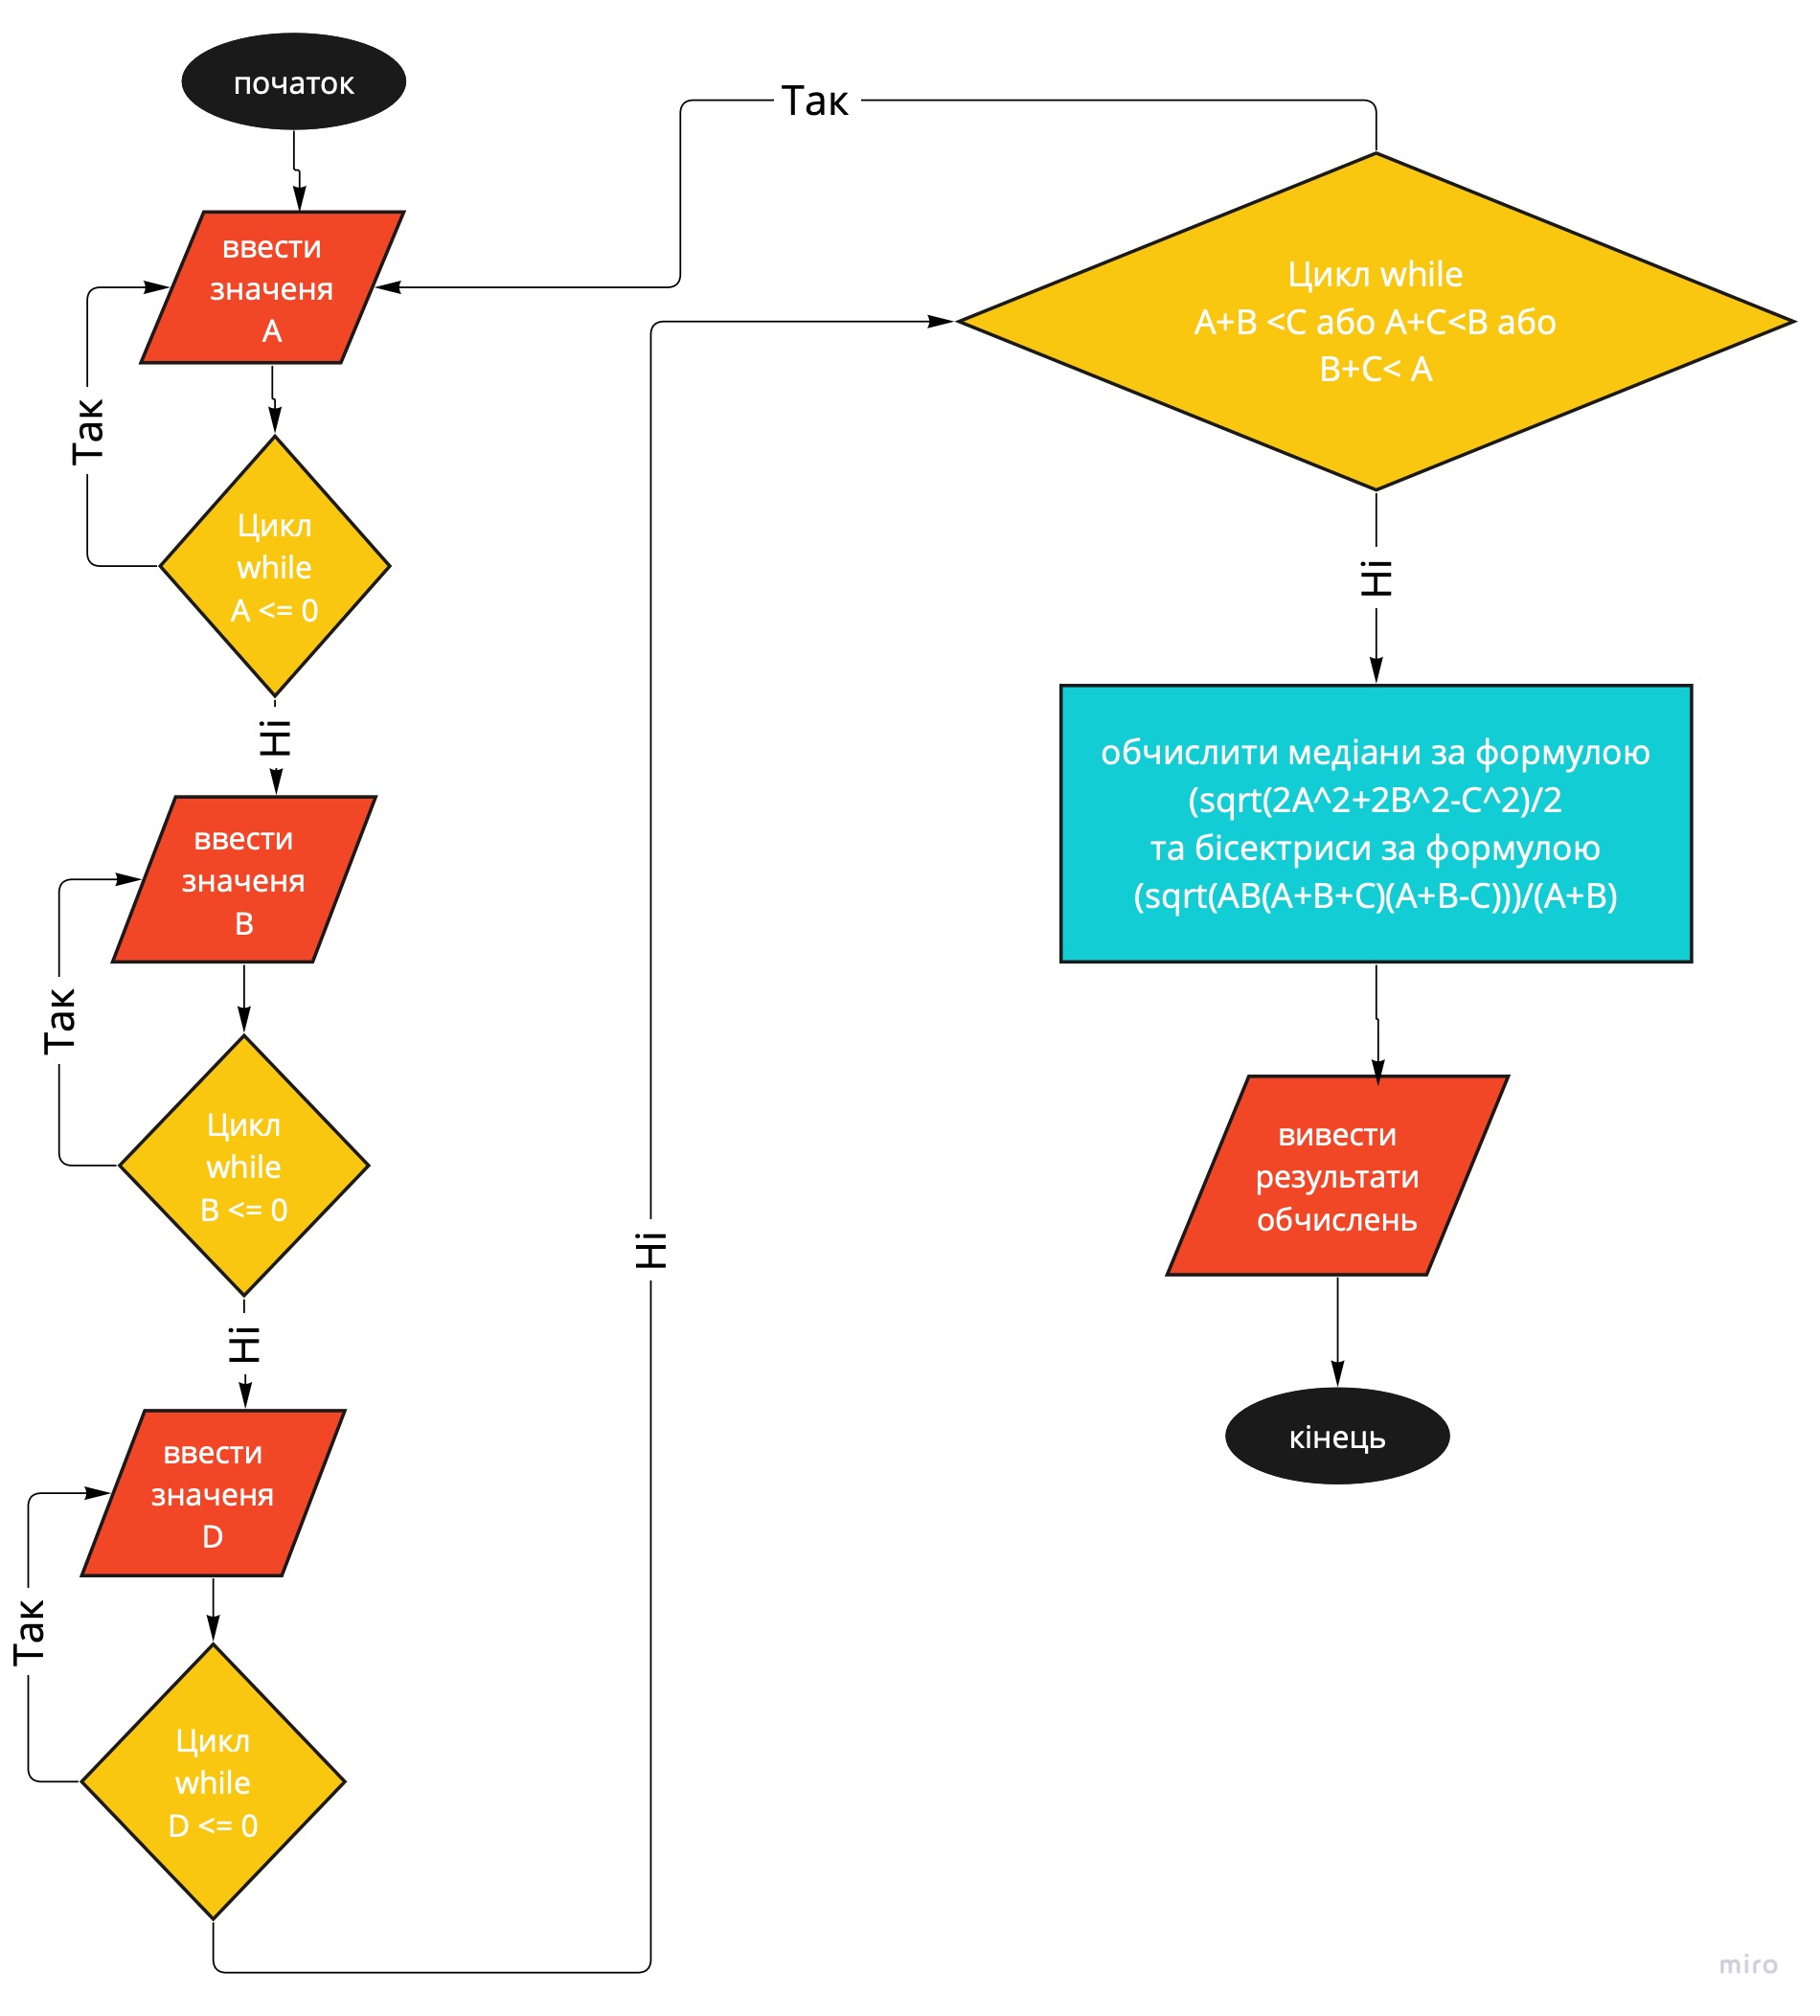 початок
ввести
значеня
A
Так
Цикл
while
A <= 0
Ні
ввести
значеня
B
Так
Цикл
while
B <= 0
Ні
ввести
значеня
D
Так
Цикл
while
D <= 0
Ні
Так
Цикл while
A+B <C або A+C<B або
B+C< A
Ні
обчислити медіани за формулою
(sqrt(2A^2+2B^2-C^2)/2
та бісектриси за формулою
(sqrt(AB(A+B+C)(A+B-C)))/(A+B)
вивести
результати
обчислень
кінець
miro